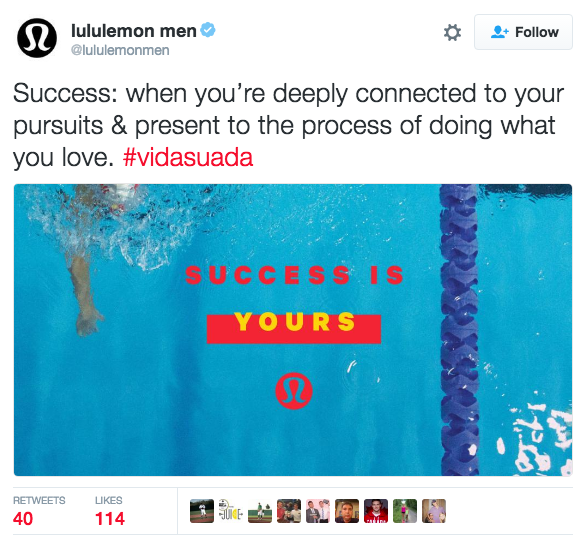 lululemon men
@lululemonmen
Follow
Success: when you’re deeply connected to your
pursuits & present to the process of doing what
you love. #vidasuada
SUCCESS IS
YOURS
RETWEETS
LIKES
40
114